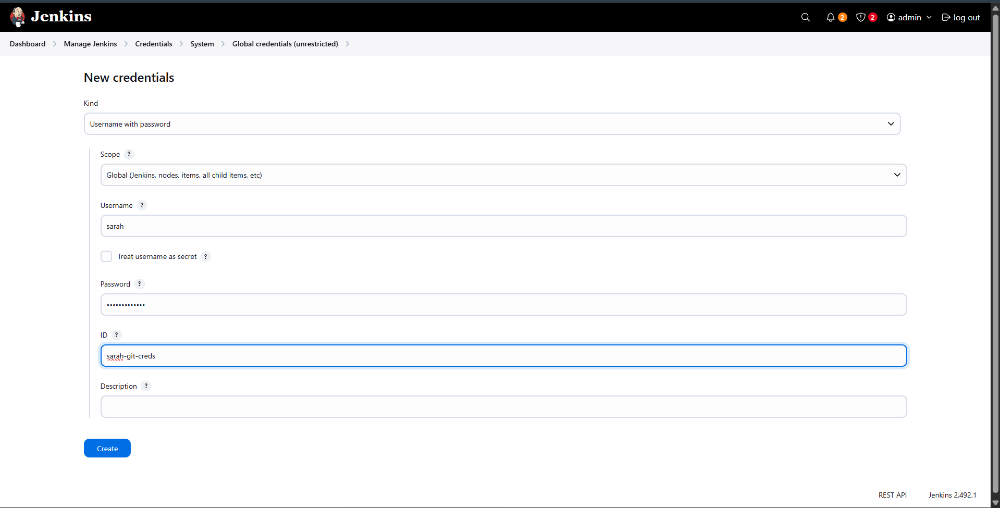 Jenkins
2
2
admin
log out
Dashboard
Manage Jenkins
Credentials
System
Global credentials (unrestricted)
New credentials
Kind
Username with password
Scope ?
Global (Jenkins, nodes, items, all child items, etc)
Username ?
sarah
Treat username as secret ?
Password ?
•••••••••••••
ID ?
sarah-git-creds
Description ?
Create
REST API
Jenkins 2.492.1